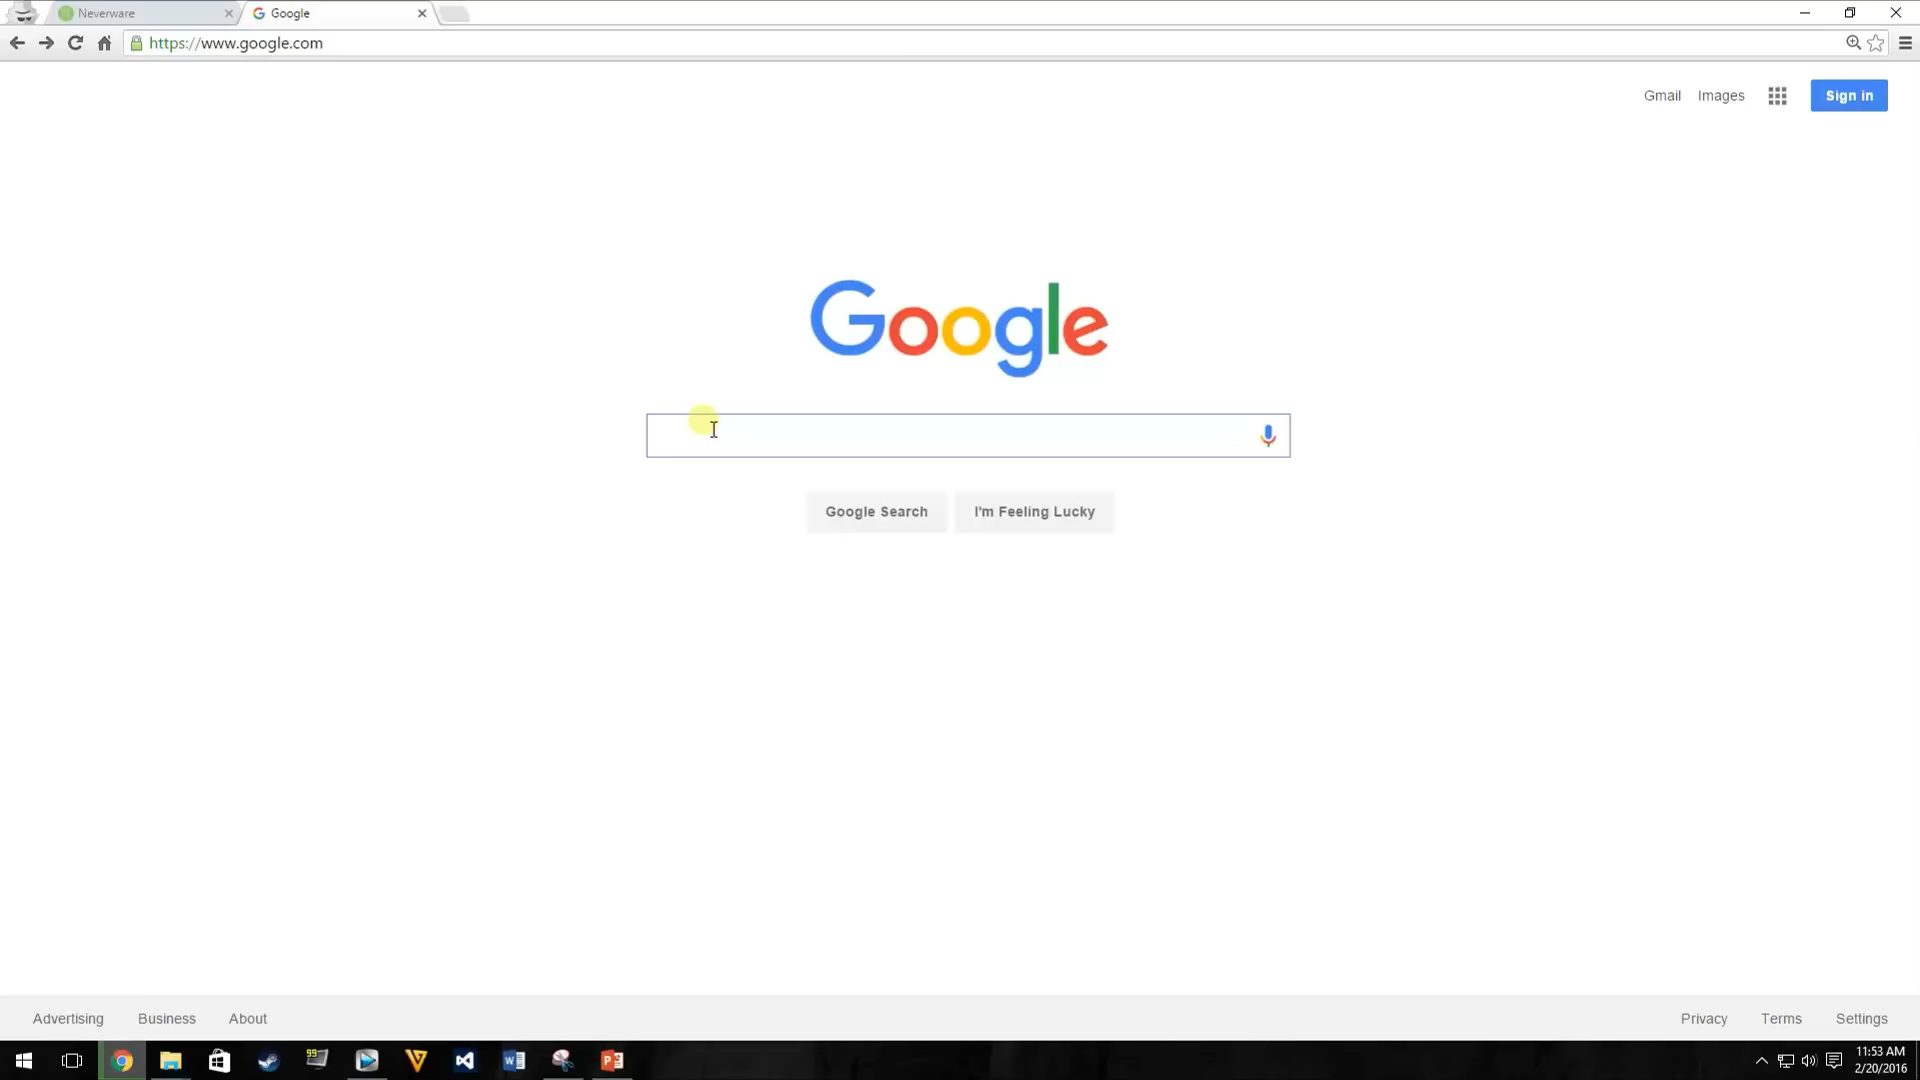 Neverware
Google
https://www.google.com
Gmail Images Sign in
Google
Google Search I'm Feeling Lucky
Advertising Business About Privacy Terms Settings
99
11:53 AM
2/20/2016